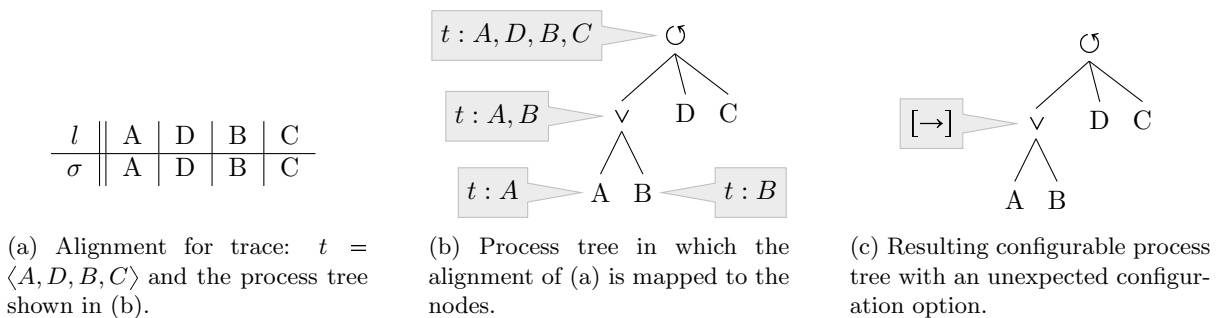 l A D B C
σ A D B C
(a) Alignment for trace: t =
⟨A, D, B, C⟩ and the process tree
shown in (b).
t : A, D, B, C
↺
t : A, B
∨ D C
t : A
A B
t : B
(b) Process tree in which the
alignment of (a) is mapped to the
nodes.
↺
[→]
∨ D C
A B
(c) Resulting configurable process
tree with an unexpected configur-
ation option.